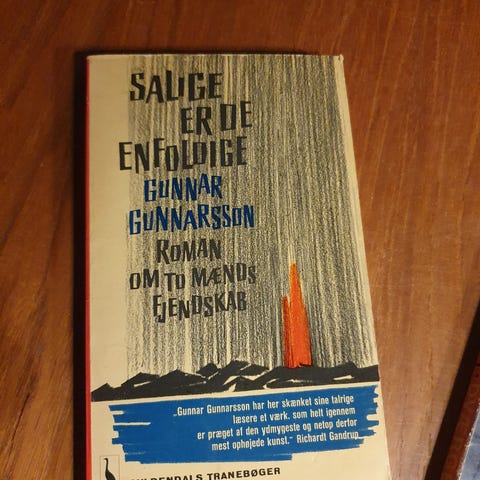 SALIGE
ER DE
ENFOLDIGE
GUNNAR
GUNNARSSON
ROMAN
OM TO MÆNDS
FJENDSKAB
„Gunnar Gunnarsson har her skænket sine talrige
læsere et værk, som helt igennem
er præget af den ydmygeste og netop derfor
mest ophøjede kunst.” Richardt Gandrup
GYLDENDALS TRANEBØGER